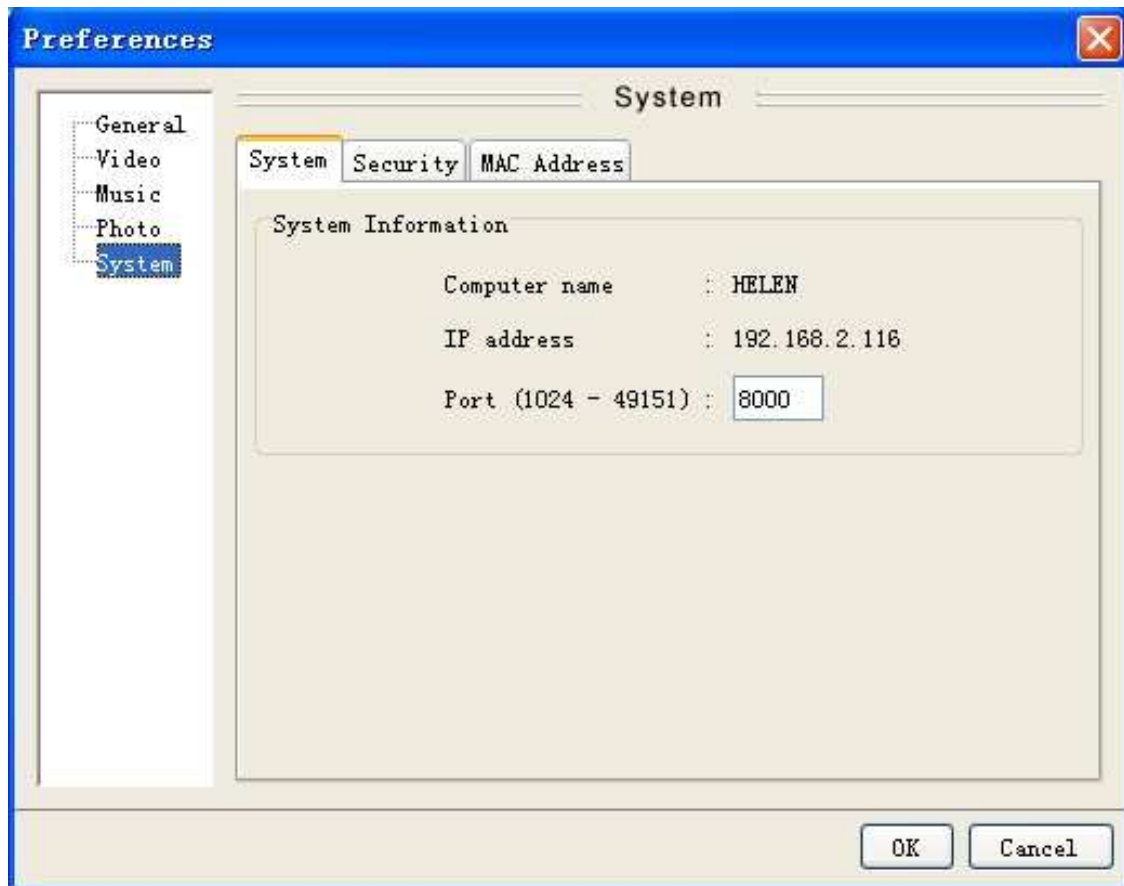 Preferences
General
Video
Music
Photo
System
System
System Security MAC Address
System Information
Computer name : HELEN
IP address : 192.168.2.116
Port (1024 - 49151) : 8000
OK Cancel